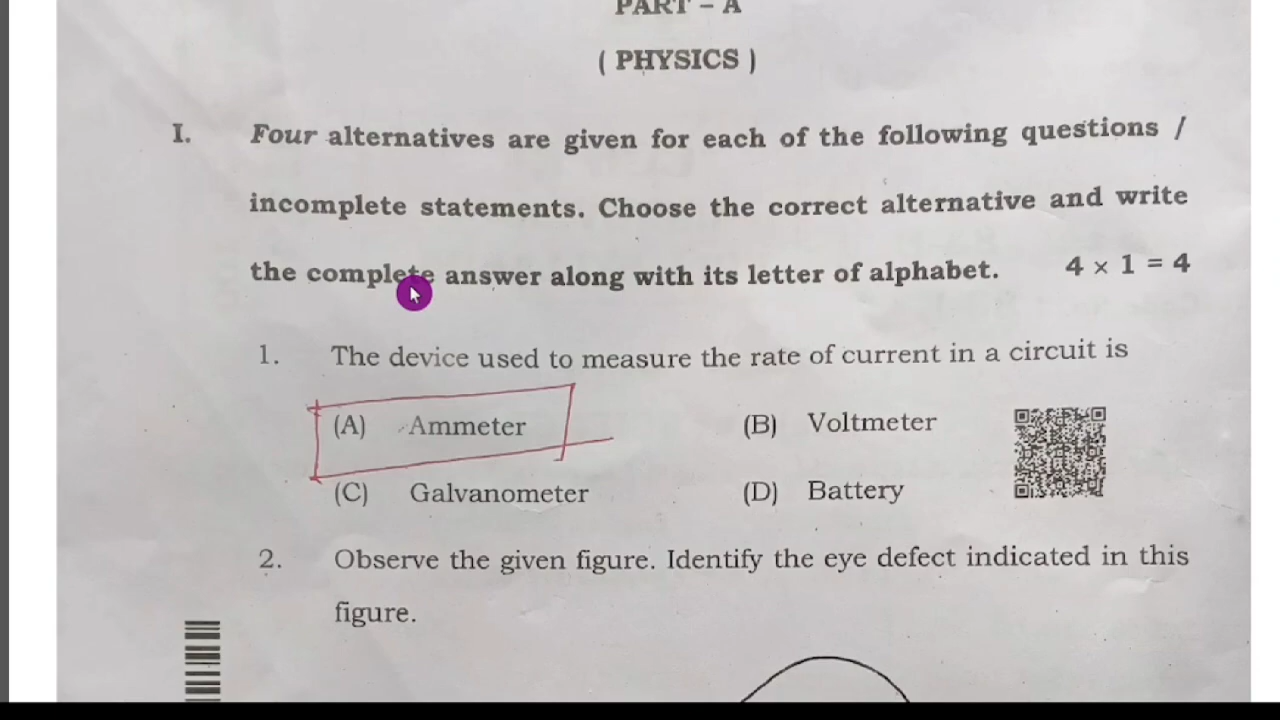 PART – A
( PHYSICS )
I. Four alternatives are given for each of the following questions /
incomplete statements. Choose the correct alternative and write
the complete answer along with its letter of alphabet. 4 × 1 = 4
1. The device used to measure the rate of current in a circuit is
(A) Ammeter (B) Voltmeter
(C) Galvanometer (D) Battery
2. Observe the given figure. Identify the eye defect indicated in this
figure.